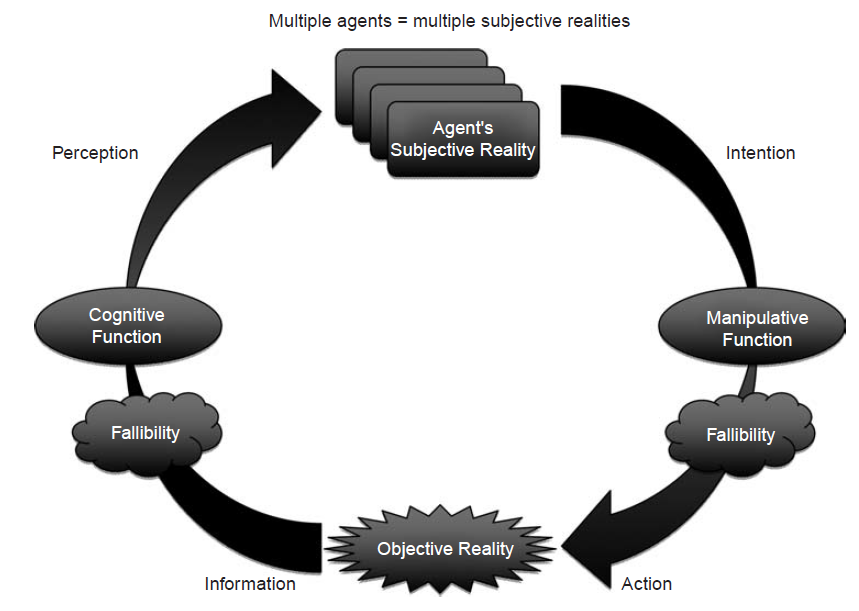 Multiple agents = multiple subjective realities
Agent's
Subjective Reality
Perception
Intention
Cognitive
Function
Manipulative
Function
Fallibility
Fallibility
Objective Reality
Information
Action